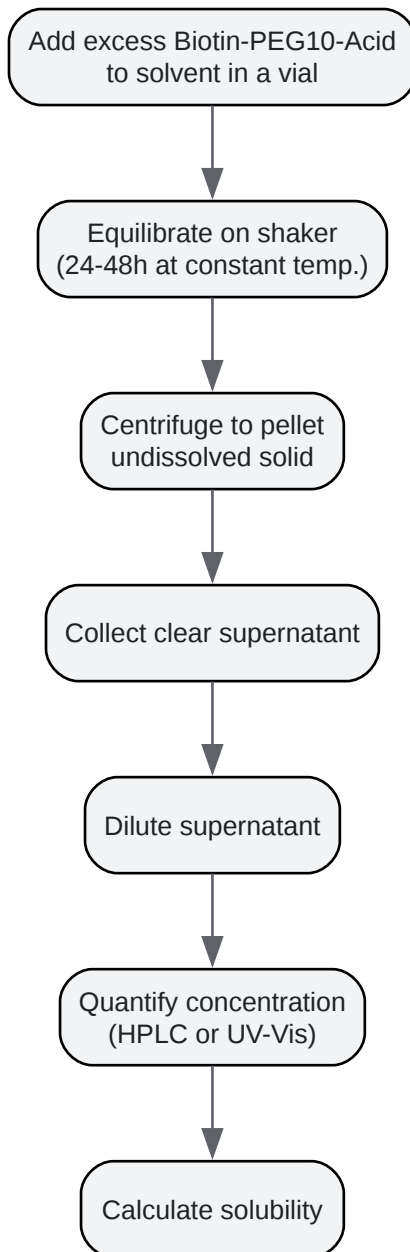 Add excess Biotin-PEG10-Acid
to solvent in a vial
Equilibrate on shaker
(24-48h at constant temp.)
Centrifuge to pellet
undissolved solid
Collect clear supernatant
Dilute supernatant
Quantify concentration
(HPLC or UV-Vis)
Calculate solubility